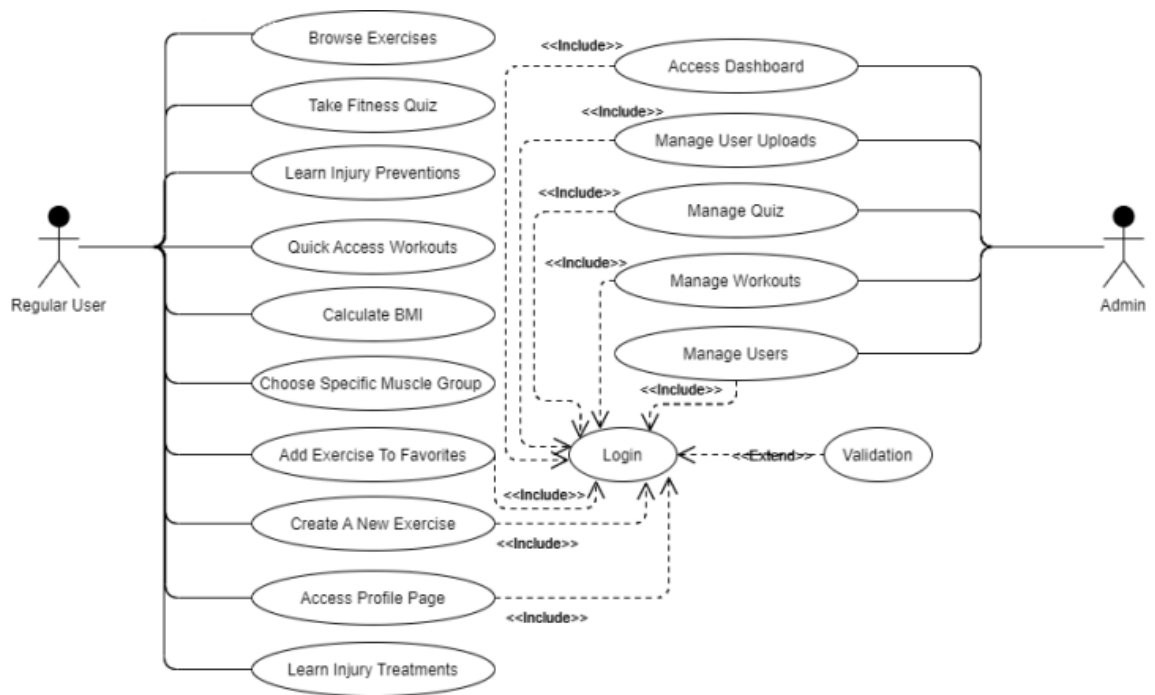 Browse Exercises
<<Include>>
Access Dashboard
Take Fitness Quiz
<<Include>>
Manage User Uploads
Learn Injury Preventions
<<Include>>
Manage Quiz
Quick Access Workouts
<<Include>>
Manage Workouts
Regular User
Admin
Calculate BMI
Manage Users
Choose Specific Muscle Group
<<Include>>
Add Exercise To Favorites
Login
<<Extend>>
Validation
<<Include>>
Create A New Exercise
<<Include>>
Access Profile Page
<<Include>>
Learn Injury Treatments